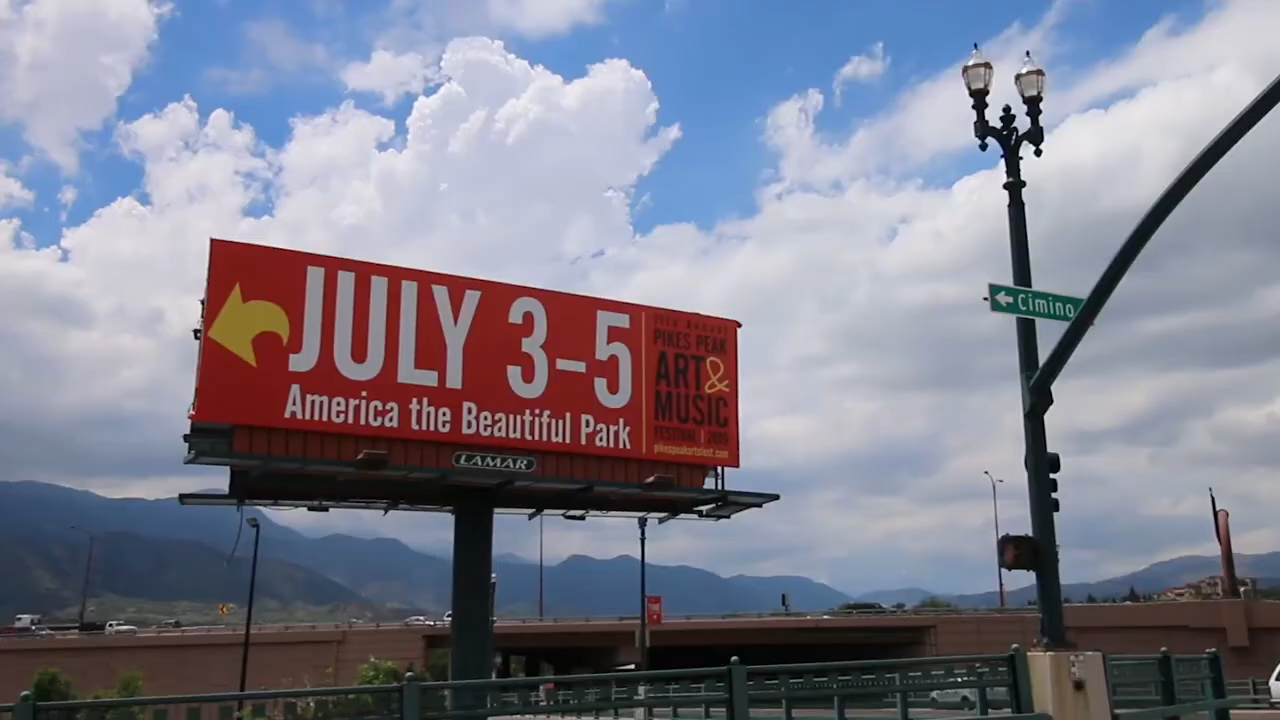 JULY 3-5
America the Beautiful Park
PIKES PEAK
ART &
MUSIC
FESTIVAL
pikespeakartsfest.com
LAMAR
Cimino